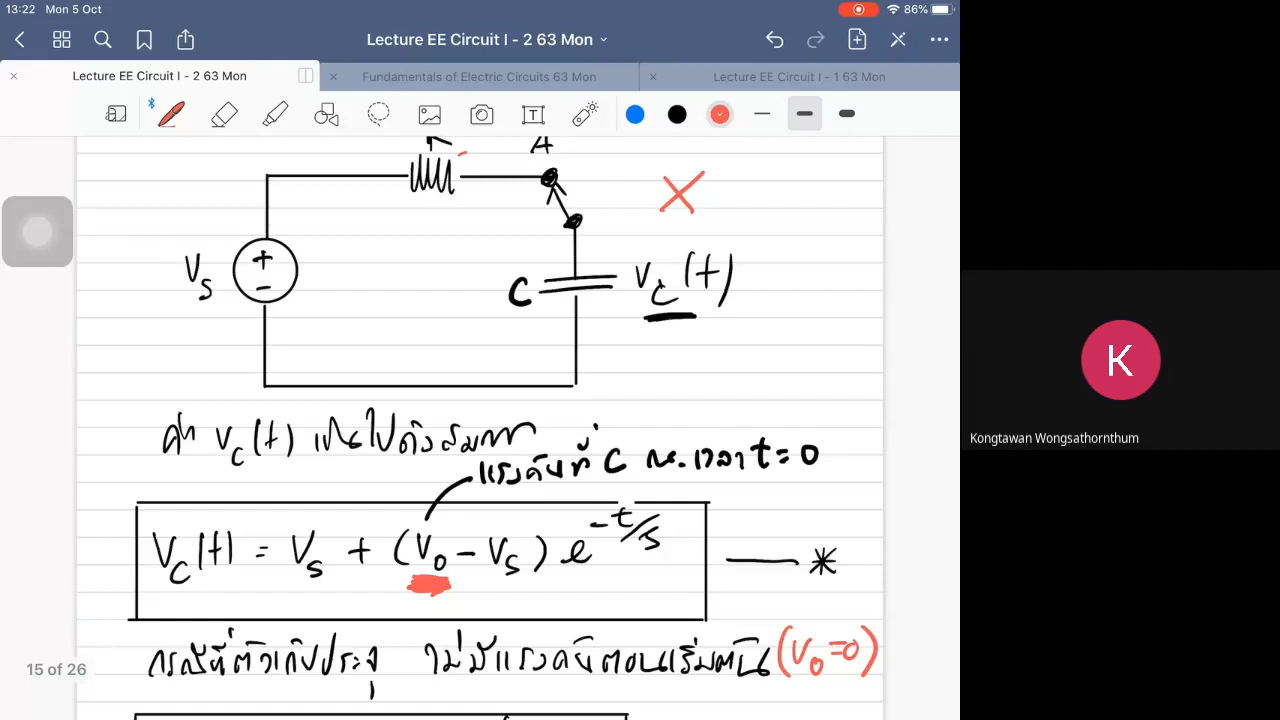 13:22 Mon 5 Oct
86%
Lecture EE Circuit I - 2 63 Mon
Lecture EE Circuit I - 2 63 Mon
Fundamentals of Electric Circuits 63 Mon
Lecture EE Circuit I - 1 63 Mon
R
A
Vs
+
−
C
Vc(t)
K
Kongtawan Wongsathornthum
ค่า Vc(t) เป็นไปดังสมการ
แรงดันที่ C ณ.เวลา t=0
Vc(t) = Vs + (V0 − Vs) e^−t/τ
*
กรณีที่ตัวเก็บประจุ ไม่มีแรงดันตอนเริ่มต้น (V0=0)
15 of 26